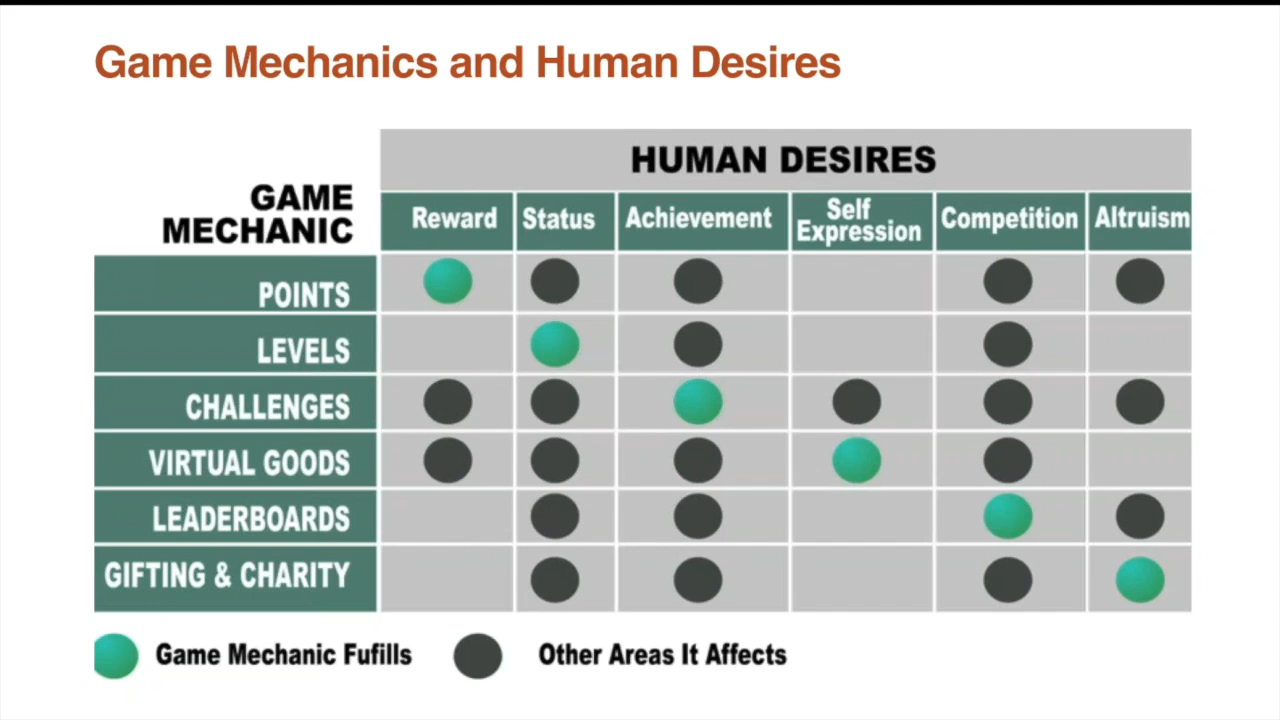 Game Mechanics and Human Desires
HUMAN DESIRES
GAME
MECHANIC
Reward Status Achievement Self Expression Competition Altruism
POINTS
LEVELS
CHALLENGES
VIRTUAL GOODS
LEADERBOARDS
GIFTING & CHARITY
Game Mechanic Fufills Other Areas It Affects